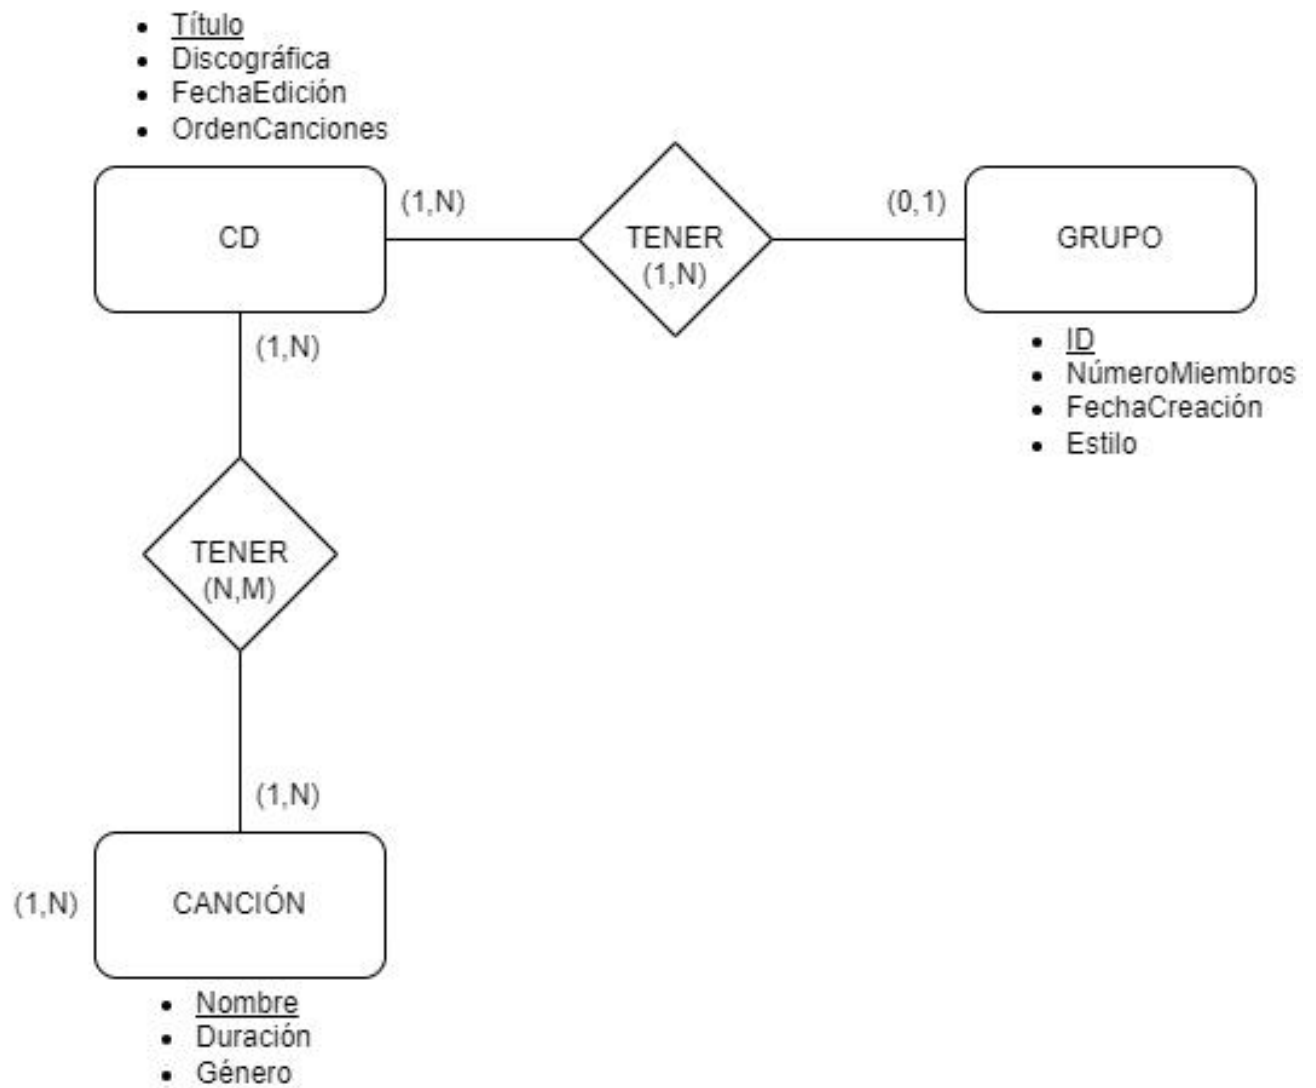 • Título
• Discográfica
• FechaEdición
• OrdenCanciones
CD
(1,N)
TENER
(1,N)
(0,1)
GRUPO
• ID
• NúmeroMiembros
• FechaCreación
• Estilo
(1,N)
TENER
(N,M)
(1,N)
(1,N)
CANCIÓN
• Nombre
• Duración
• Género